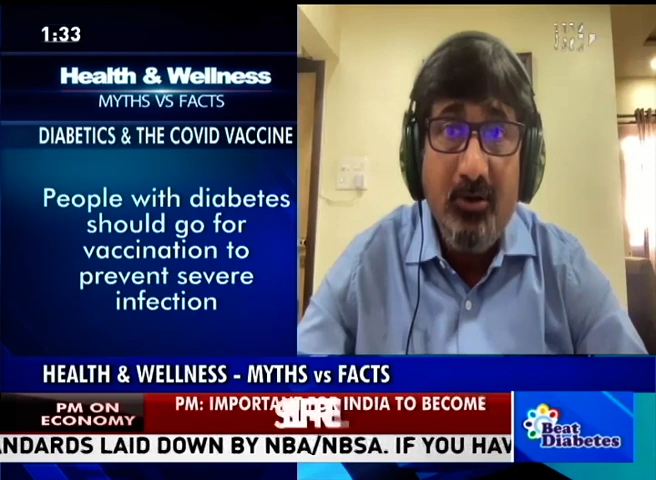 1:33
Health & Wellness
MYTHS VS FACTS
DIABETICS & THE COVID VACCINE
People with diabetes
should go for
vaccination to
prevent severe
infection
HEALTH & WELLNESS - MYTHS vs FACTS
PM ON
ECONOMY
PM: IMPORTANT FOR INDIA TO BECOME
NDARDS LAID DOWN BY NBA/NBSA. IF YOU HAV
Beat
Diabetes